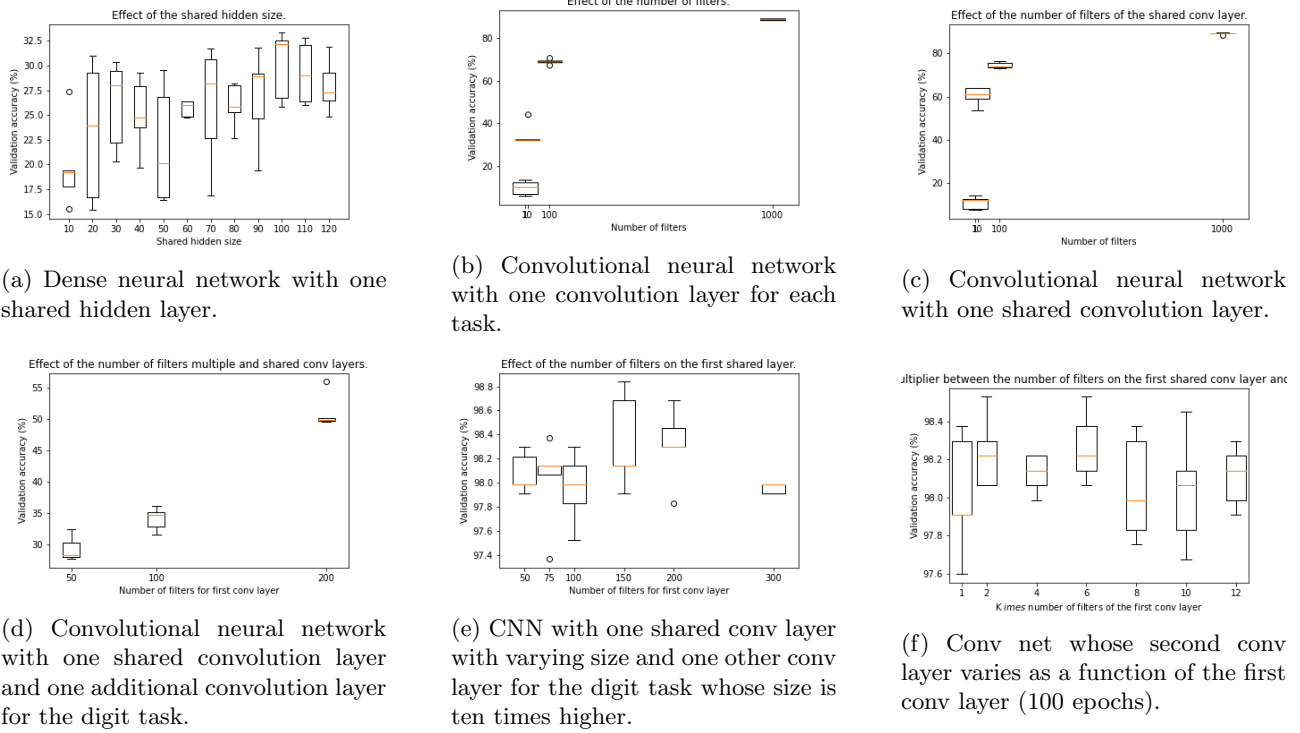 Effect of the shared hidden size.
Validation accuracy (%)
32.5
30.0
27.5
25.0
22.5
20.0
17.5
15.0
10 20 30 40 50 60 70 80 90 100 110 120
Shared hidden size
(a) Dense neural network with one
shared hidden layer.
Effect of the number of filters.
Validation accuracy (%)
80
60
40
20
1 10 100 1000
Number of filters
(b) Convolutional neural network
with one convolution layer for each
task.
Effect of the number of filters of the shared conv layer.
Validation accuracy (%)
80
60
40
20
1 10 100 1000
Number of filters
(c) Convolutional neural network
with one shared convolution layer.
Effect of the number of filters multiple and shared conv layers.
Validation accuracy (%)
55
50
45
40
35
30
50 100 200
Number of filters for first conv layer
(d) Convolutional neural network
with one shared convolution layer
and one additional convolution layer
for the digit task.
Effect of the number of filters on the first shared layer.
Validation accuracy (%)
98.8
98.6
98.4
98.2
98.0
97.8
97.6
97.4
50 75 100 150 200 300
Number of filters for first conv layer
(e) CNN with one shared conv layer
with varying size and one other conv
layer for the digit task whose size is
ten times higher.
ultiplier between the number of filters on the first shared conv layer and
Validation accuracy (%)
98.4
98.2
98.0
97.8
97.6
1 2 4 6 8 10 12
K imes number of filters of the first conv layer
(f) Conv net whose second conv
layer varies as a function of the first
conv layer (100 epochs).